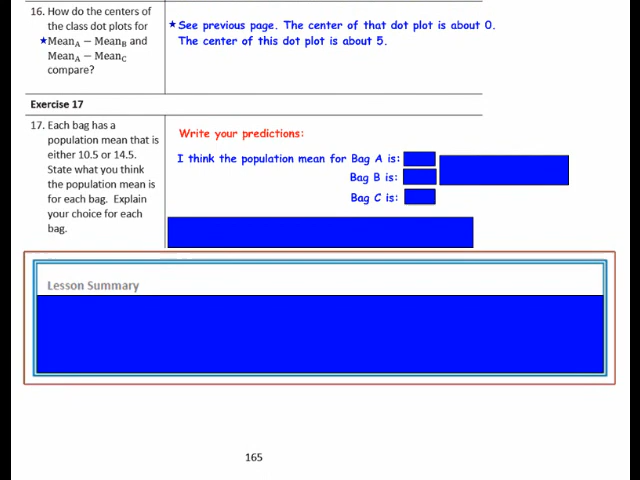 16. How do the centers of
the class dot plots for
★MeanA − MeanB and
MeanA − MeanC
compare?
★See previous page. The center of that dot plot is about 0.
The center of this dot plot is about 5.
Exercise 17
17. Each bag has a
population mean that is
either 10.5 or 14.5.
State what you think
the population mean is
for each bag. Explain
your choice for each
bag.
Write your predictions:
I think the population mean for Bag A is:
Bag B is:
Bag C is:
Lesson Summary
165